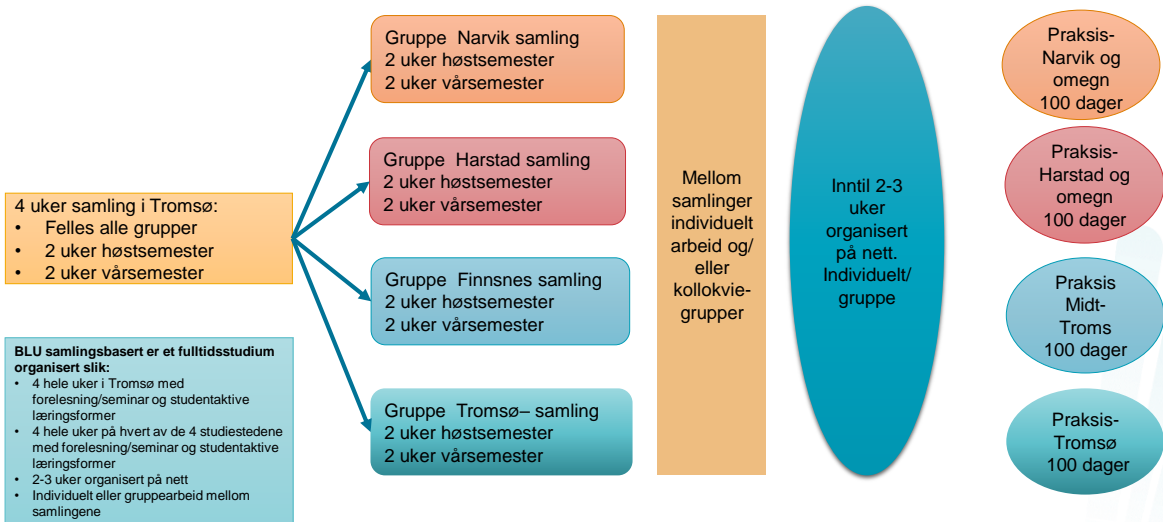 4 uker samling i Tromsø:
• Felles alle grupper
• 2 uker høstsemester
• 2 uker vårsemester
BLU samlingsbasert er et fulltidsstudium
organisert slik:
• 4 hele uker i Tromsø med
forelesning/seminar og studentaktive
læringsformer
• 4 hele uker på hvert av de 4 studiestedene
med forelesning/seminar og studentaktive
læringsformer
• 2-3 uker organisert på nett
• Individuelt eller gruppearbeid mellom
samlingene
Gruppe Narvik samling
2 uker høstsemester
2 uker vårsemester
Gruppe Harstad samling
2 uker høstsemester
2 uker vårsemester
Gruppe Finnsnes samling
2 uker høstsemester
2 uker vårsemester
Gruppe Tromsø– samling
2 uker høstsemester
2 uker vårsemester
Mellom
samlinger
individuelt
arbeid og/
eller
kollokvie-
grupper
Inntil 2-3
uker
organisert
på nett.
Individuelt/
gruppe
Praksis-
Narvik og
omegn
100 dager
Praksis-
Harstad og
omegn
100 dager
Praksis
Midt-
Troms
100 dager
Praksis-
Tromsø
100 dager